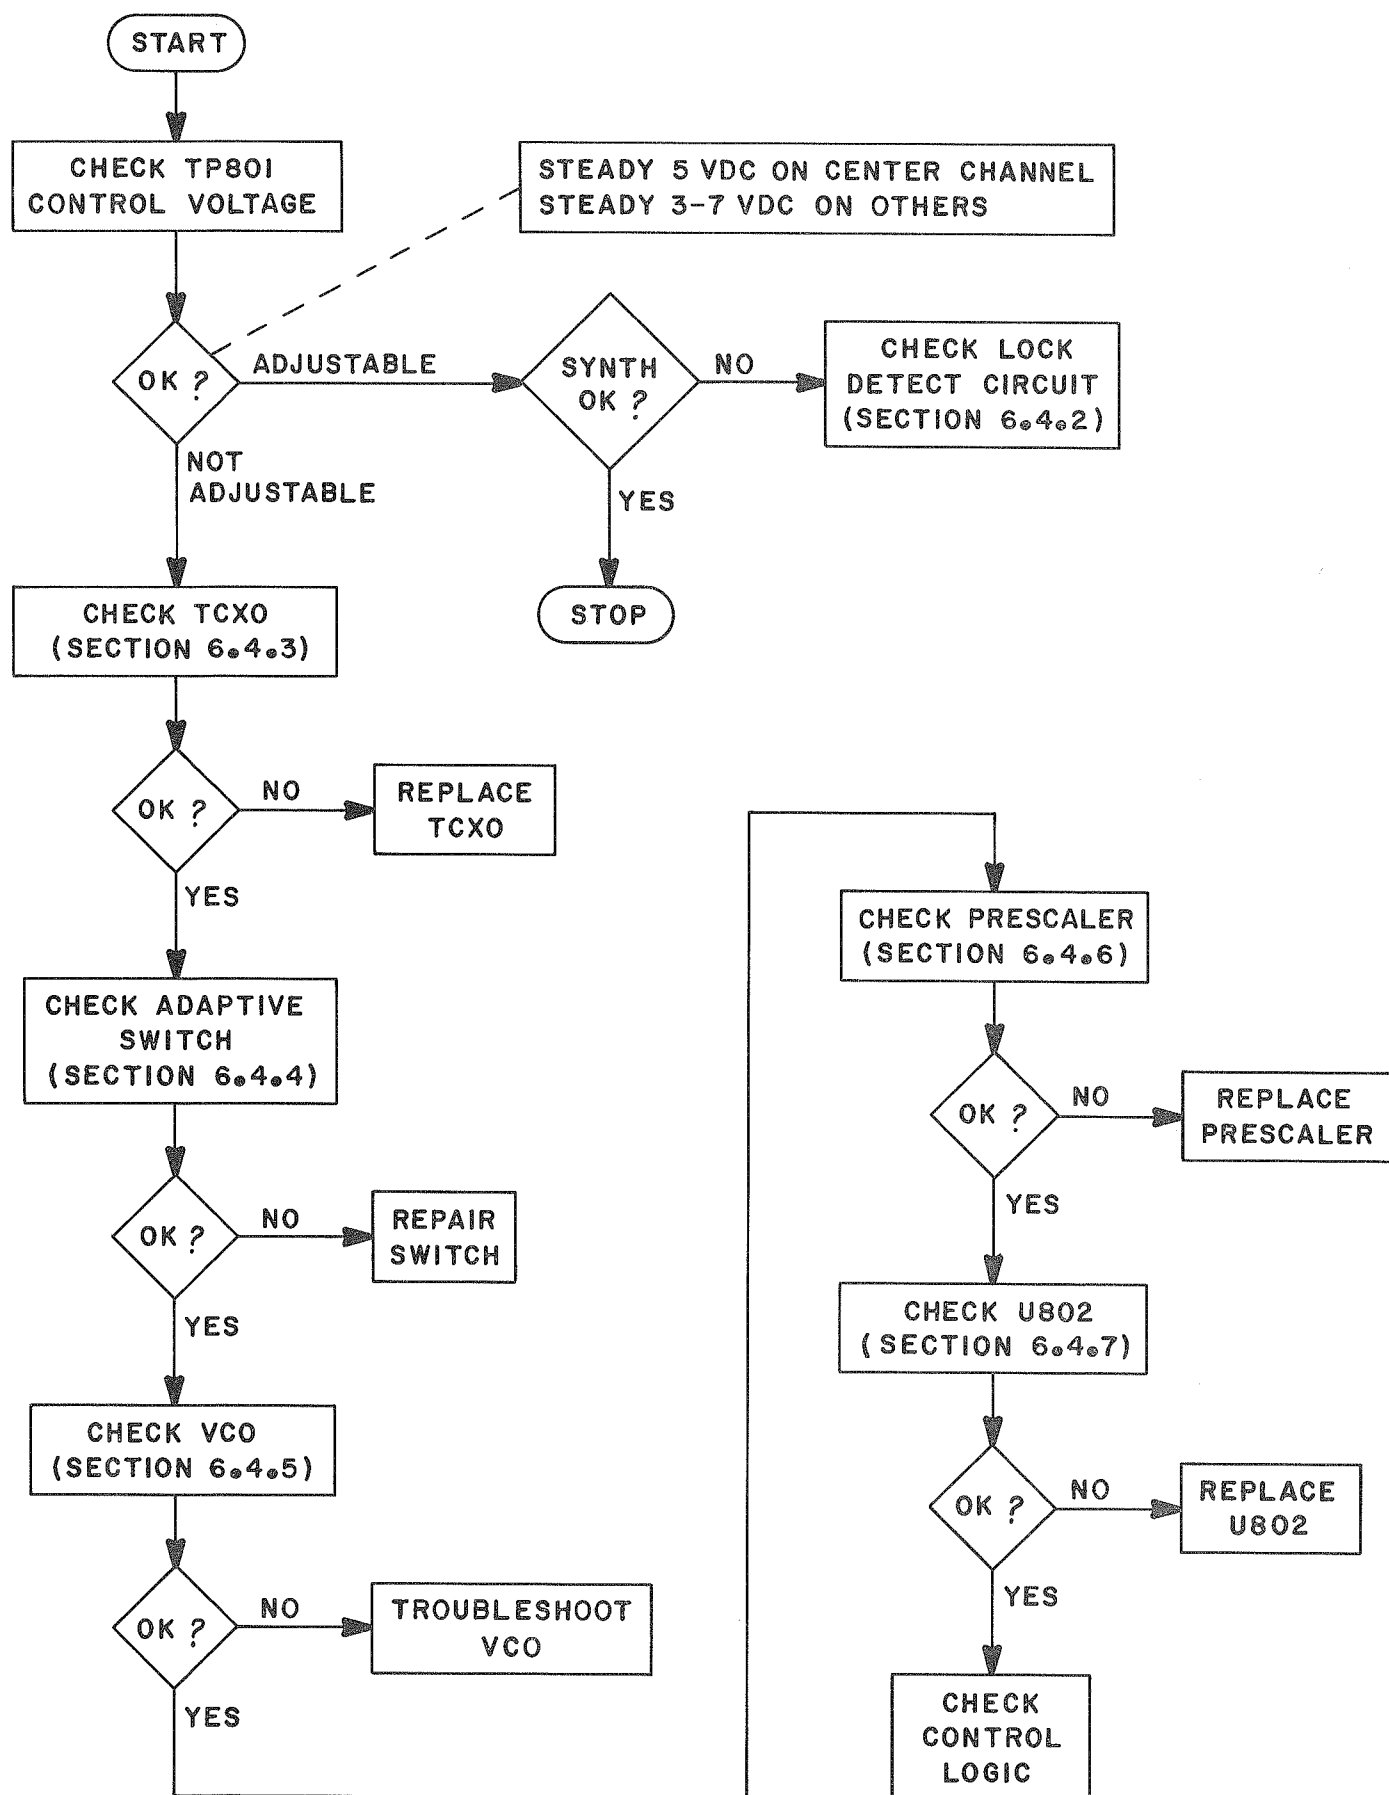 START
CHECK TP801
CONTROL VOLTAGE
STEADY 5 VDC ON CENTER CHANNEL
STEADY 3-7 VDC ON OTHERS
OK ?
ADJUSTABLE
SYNTH
OK ?
NO
CHECK LOCK
DETECT CIRCUIT
(SECTION 6.4.2)
NOT
ADJUSTABLE
YES
STOP
CHECK TCXO
(SECTION 6.4.3)
OK ?
NO
REPLACE
TCXO
YES
CHECK ADAPTIVE
SWITCH
(SECTION 6.4.4)
OK ?
NO
REPAIR
SWITCH
YES
CHECK VCO
(SECTION 6.4.5)
OK ?
NO
TROUBLESHOOT
VCO
YES
CHECK PRESCALER
(SECTION 6.4.6)
OK ?
NO
REPLACE
PRESCALER
YES
CHECK U802
(SECTION 6.4.7)
OK ?
NO
REPLACE
U802
YES
CHECK
CONTROL
LOGIC